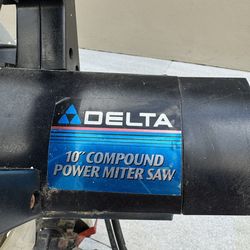 DELTA
10" COMPOUND
POWER MITER SAW